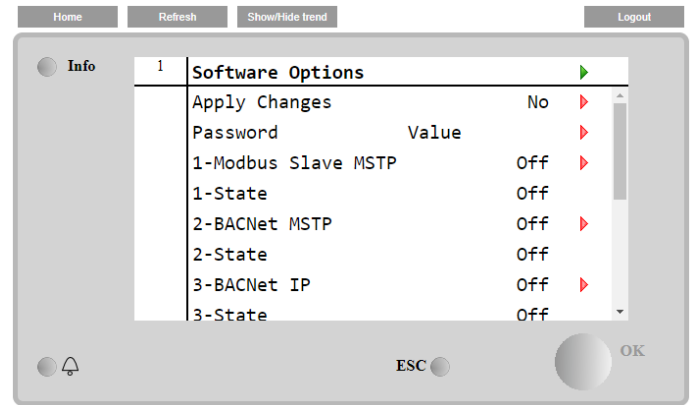 Home Refresh Show/Hide trend Logout
Info
1 Software Options
Apply Changes No
Password Value
1-Modbus Slave MSTP Off
1-State Off
2-BACNet MSTP Off
2-State Off
3-BACNet IP Off
3-State Off
ESC OK